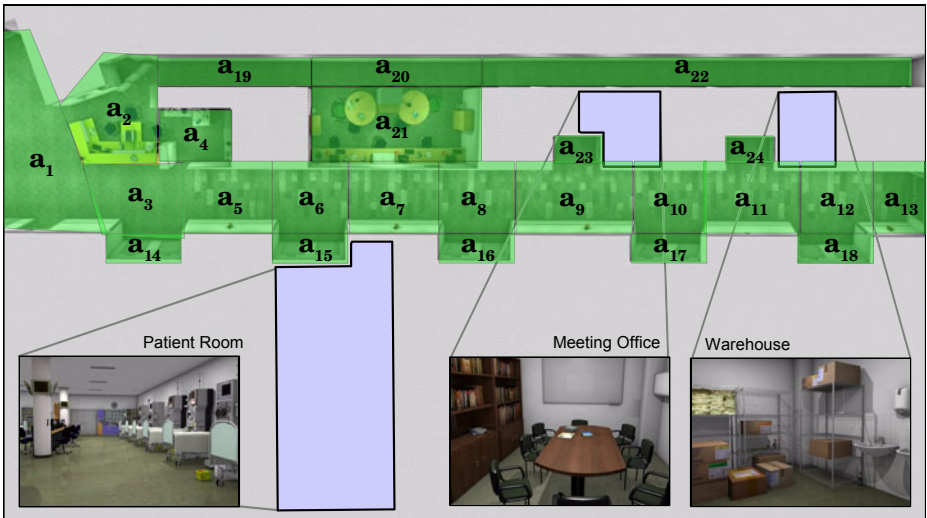 a19 a20 a22
a2
a4 a21
a1 a23 a24
a3 a5 a6 a7 a8 a9 a10 a11 a12 a13
a14 a15 a16 a17 a18
Patient Room Meeting Office Warehouse